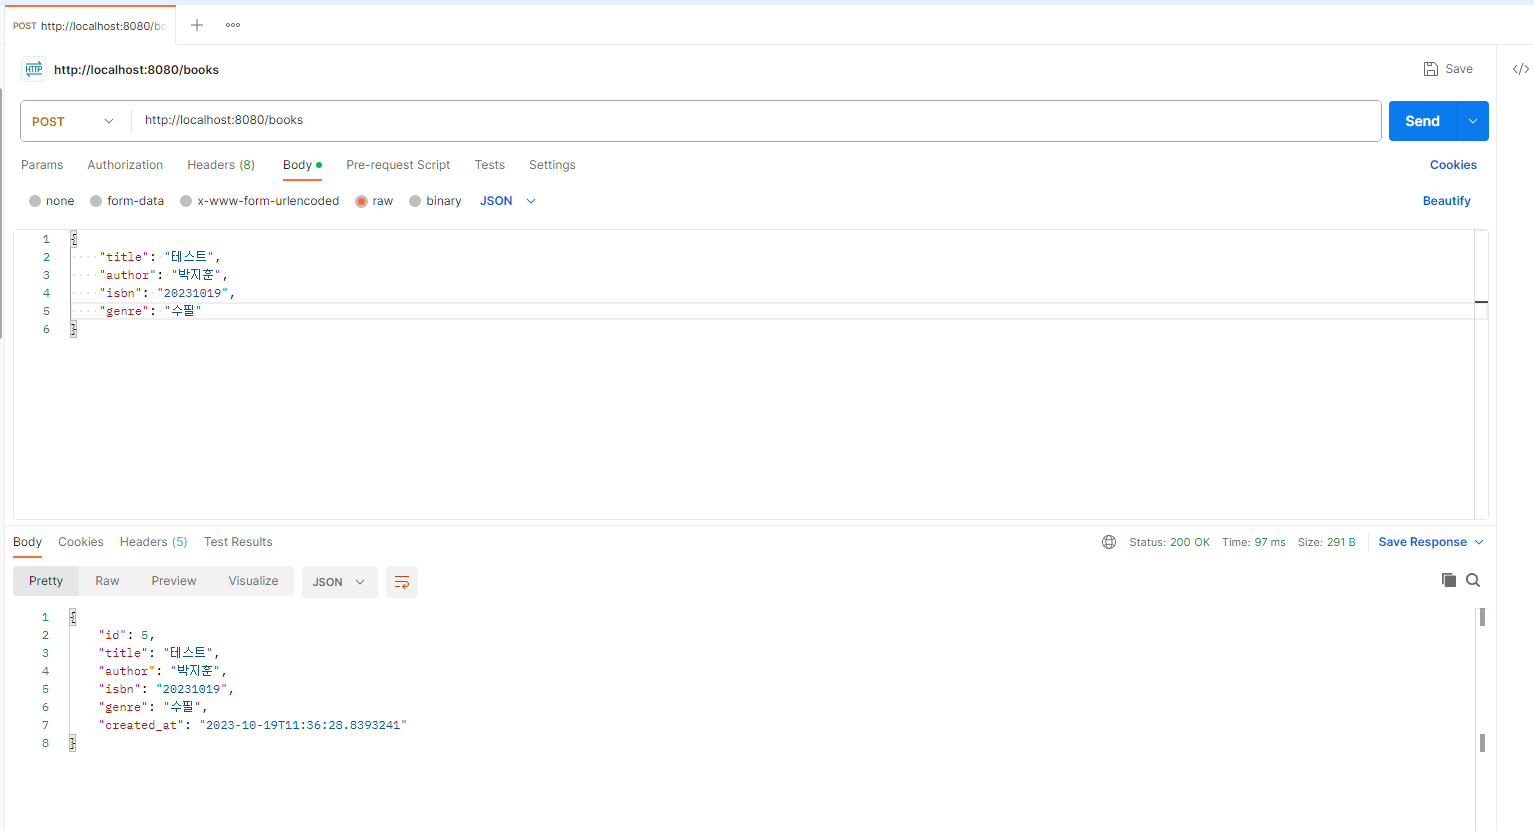 POST http://localhost:8080/bo
HTTP http://localhost:8080/books Save </>
POST http://localhost:8080/books Send
Params Authorization Headers (8) Body Pre-request Script Tests Settings Cookies
none form-data x-www-form-urlencoded raw binary JSON Beautify
1 {
2 "title": "테스트",
3 "author": "박지훈",
4 "isbn": "20231019",
5 "genre": "수필"
6 }
Body Cookies Headers (5) Test Results Status: 200 OK Time: 97 ms Size: 291 B Save Response
Pretty Raw Preview Visualize JSON
1 {
2 "id": 5,
3 "title": "테스트",
4 "author": "박지훈",
5 "isbn": "20231019",
6 "genre": "수필",
7 "created_at": "2023-10-19T11:36:28.8393241"
8 }